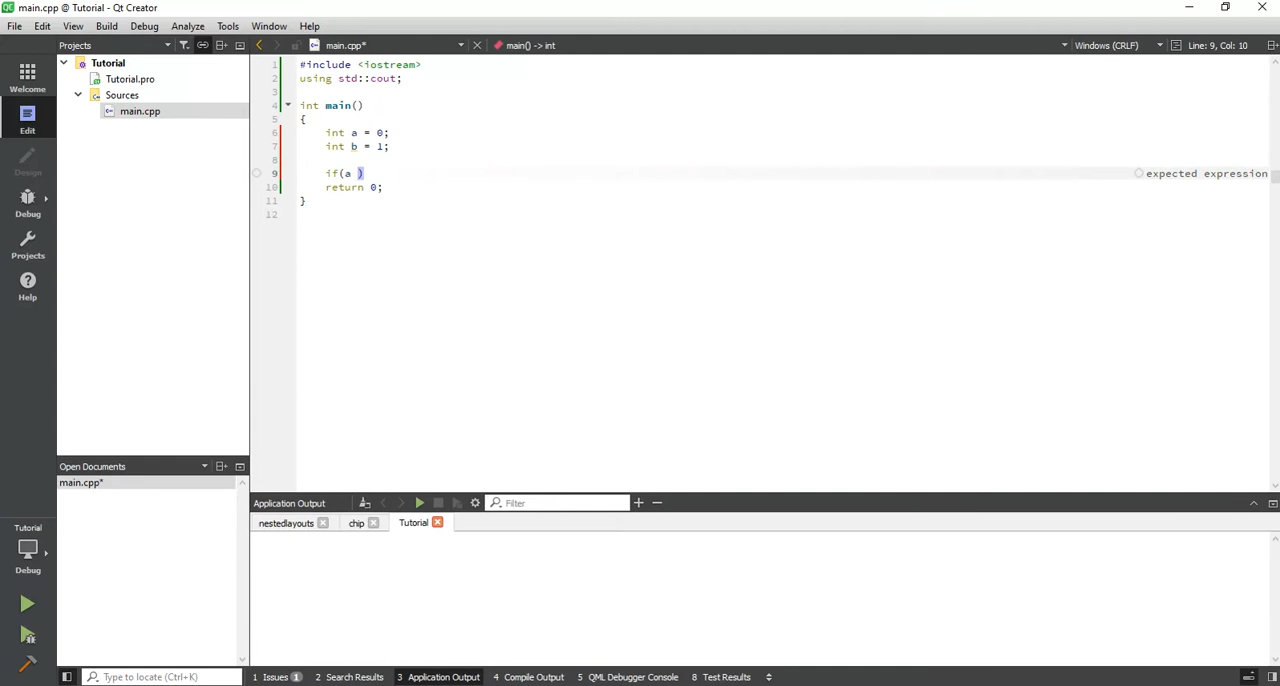 main.cpp @ Tutorial - Qt Creator
File Edit View Build Debug Analyze Tools Window Help
Projects main.cpp* main() -> int Windows (CRLF) Line: 9, Col: 10
Welcome
Edit
Design
Debug
Projects
Help
Tutorial
Debug
Tutorial
Tutorial.pro
Sources
main.cpp
Open Documents
main.cpp*
1 #include <iostream>
2 using std::cout;
3
4 int main()
5 {
6 int a = 0;
7 int b = 1;
8
9 if(a ) expected expression
10 return 0;
11 }
12
Application Output Filter
nestedlayouts chip Tutorial
Type to locate (Ctrl+K) 1 Issues 1 2 Search Results 3 Application Output 4 Compile Output 5 QML Debugger Console 8 Test Results